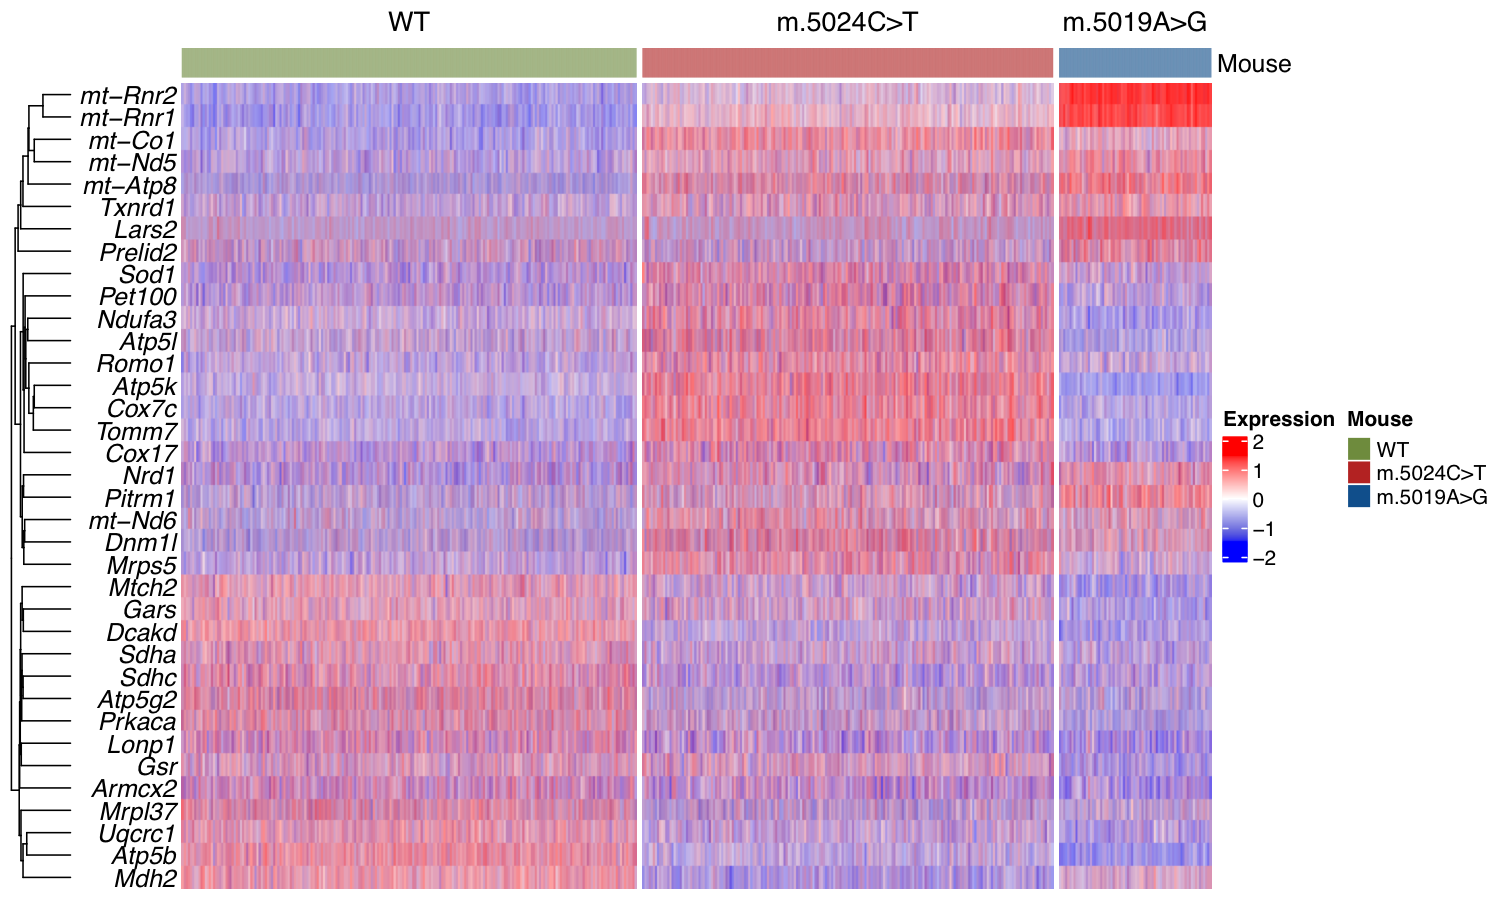 WT m.5024C>T m.5019A>G
Mouse
mt−Rnr2
mt−Rnr1
mt−Co1
mt−Nd5
mt−Atp8
Txnrd1
Lars2
Prelid2
Sod1
Pet100
Ndufa3
Atp5l
Romo1
Atp5k
Cox7c
Tomm7
Cox17
Nrd1
Pitrm1
mt−Nd6
Dnm1l
Mrps5
Mtch2
Gars
Dcakd
Sdha
Sdhc
Atp5g2
Prkaca
Lonp1
Gsr
Armcx2
Mrpl37
Uqcrc1
Atp5b
Mdh2
Expression
2
1
0
−1
−2
Mouse
WT
m.5024C>T
m.5019A>G